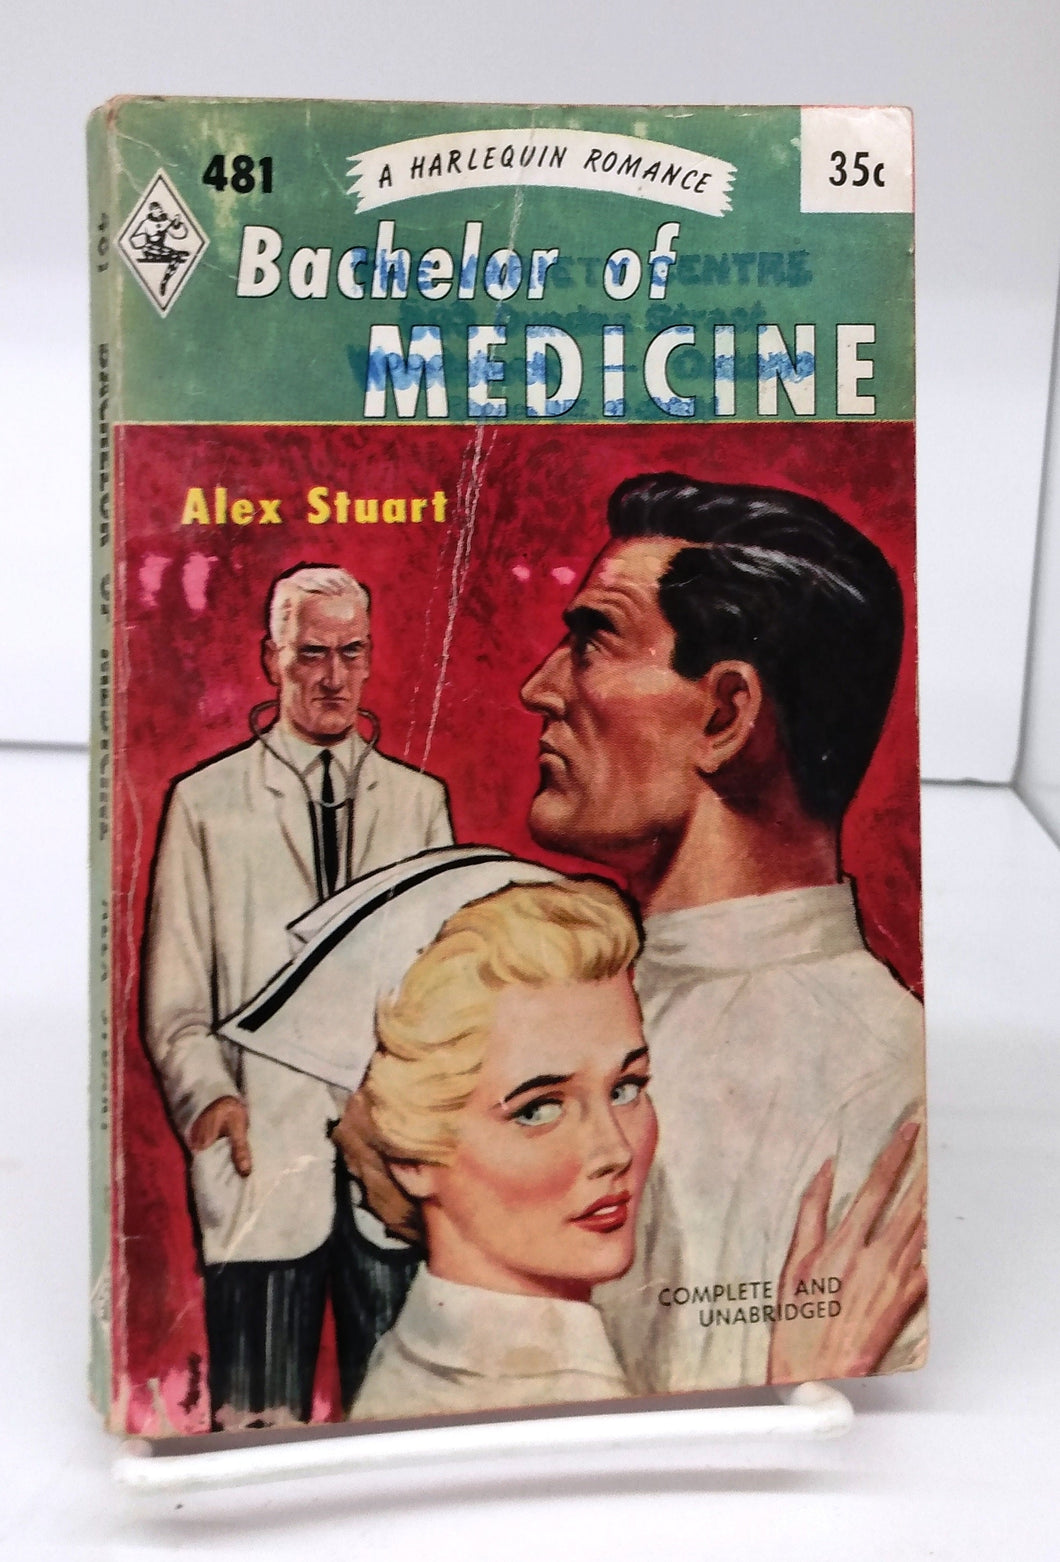 481
A HARLEQUIN ROMANCE
35c
Bachelor of
MEDICINE
Alex Stuart
COMPLETE AND
UNABRIDGED